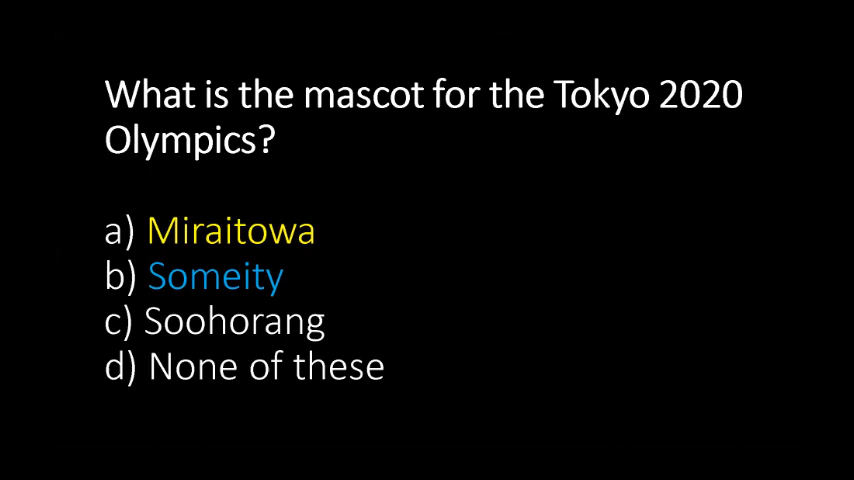 What is the mascot for the Tokyo 2020
Olympics?
a) Miraitowa
b) Someity
c) Soohorang
d) None of these